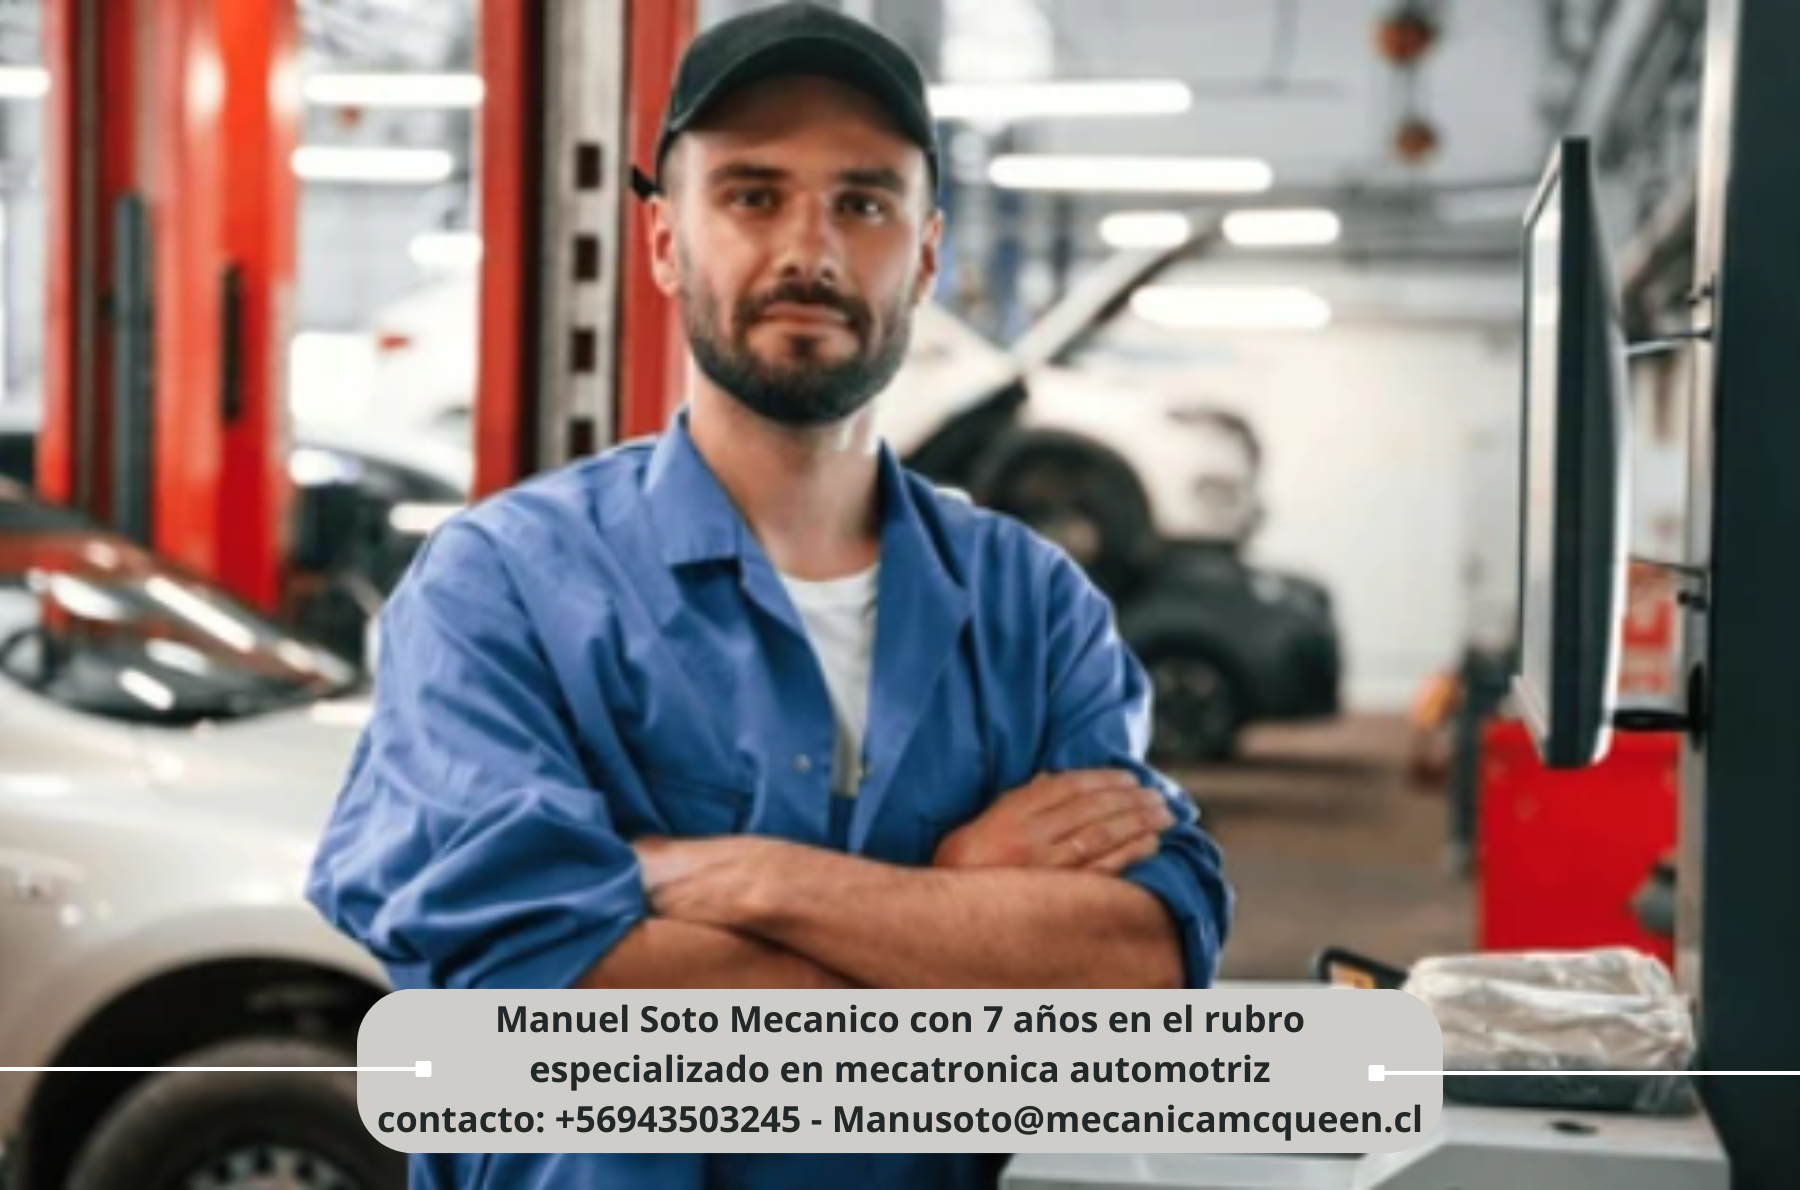 Manuel Soto Mecanico con 7 años en el rubro
especializado en mecatronica automotriz
contacto: +56943503245 - Manusoto@mecanicamcqueen.cl